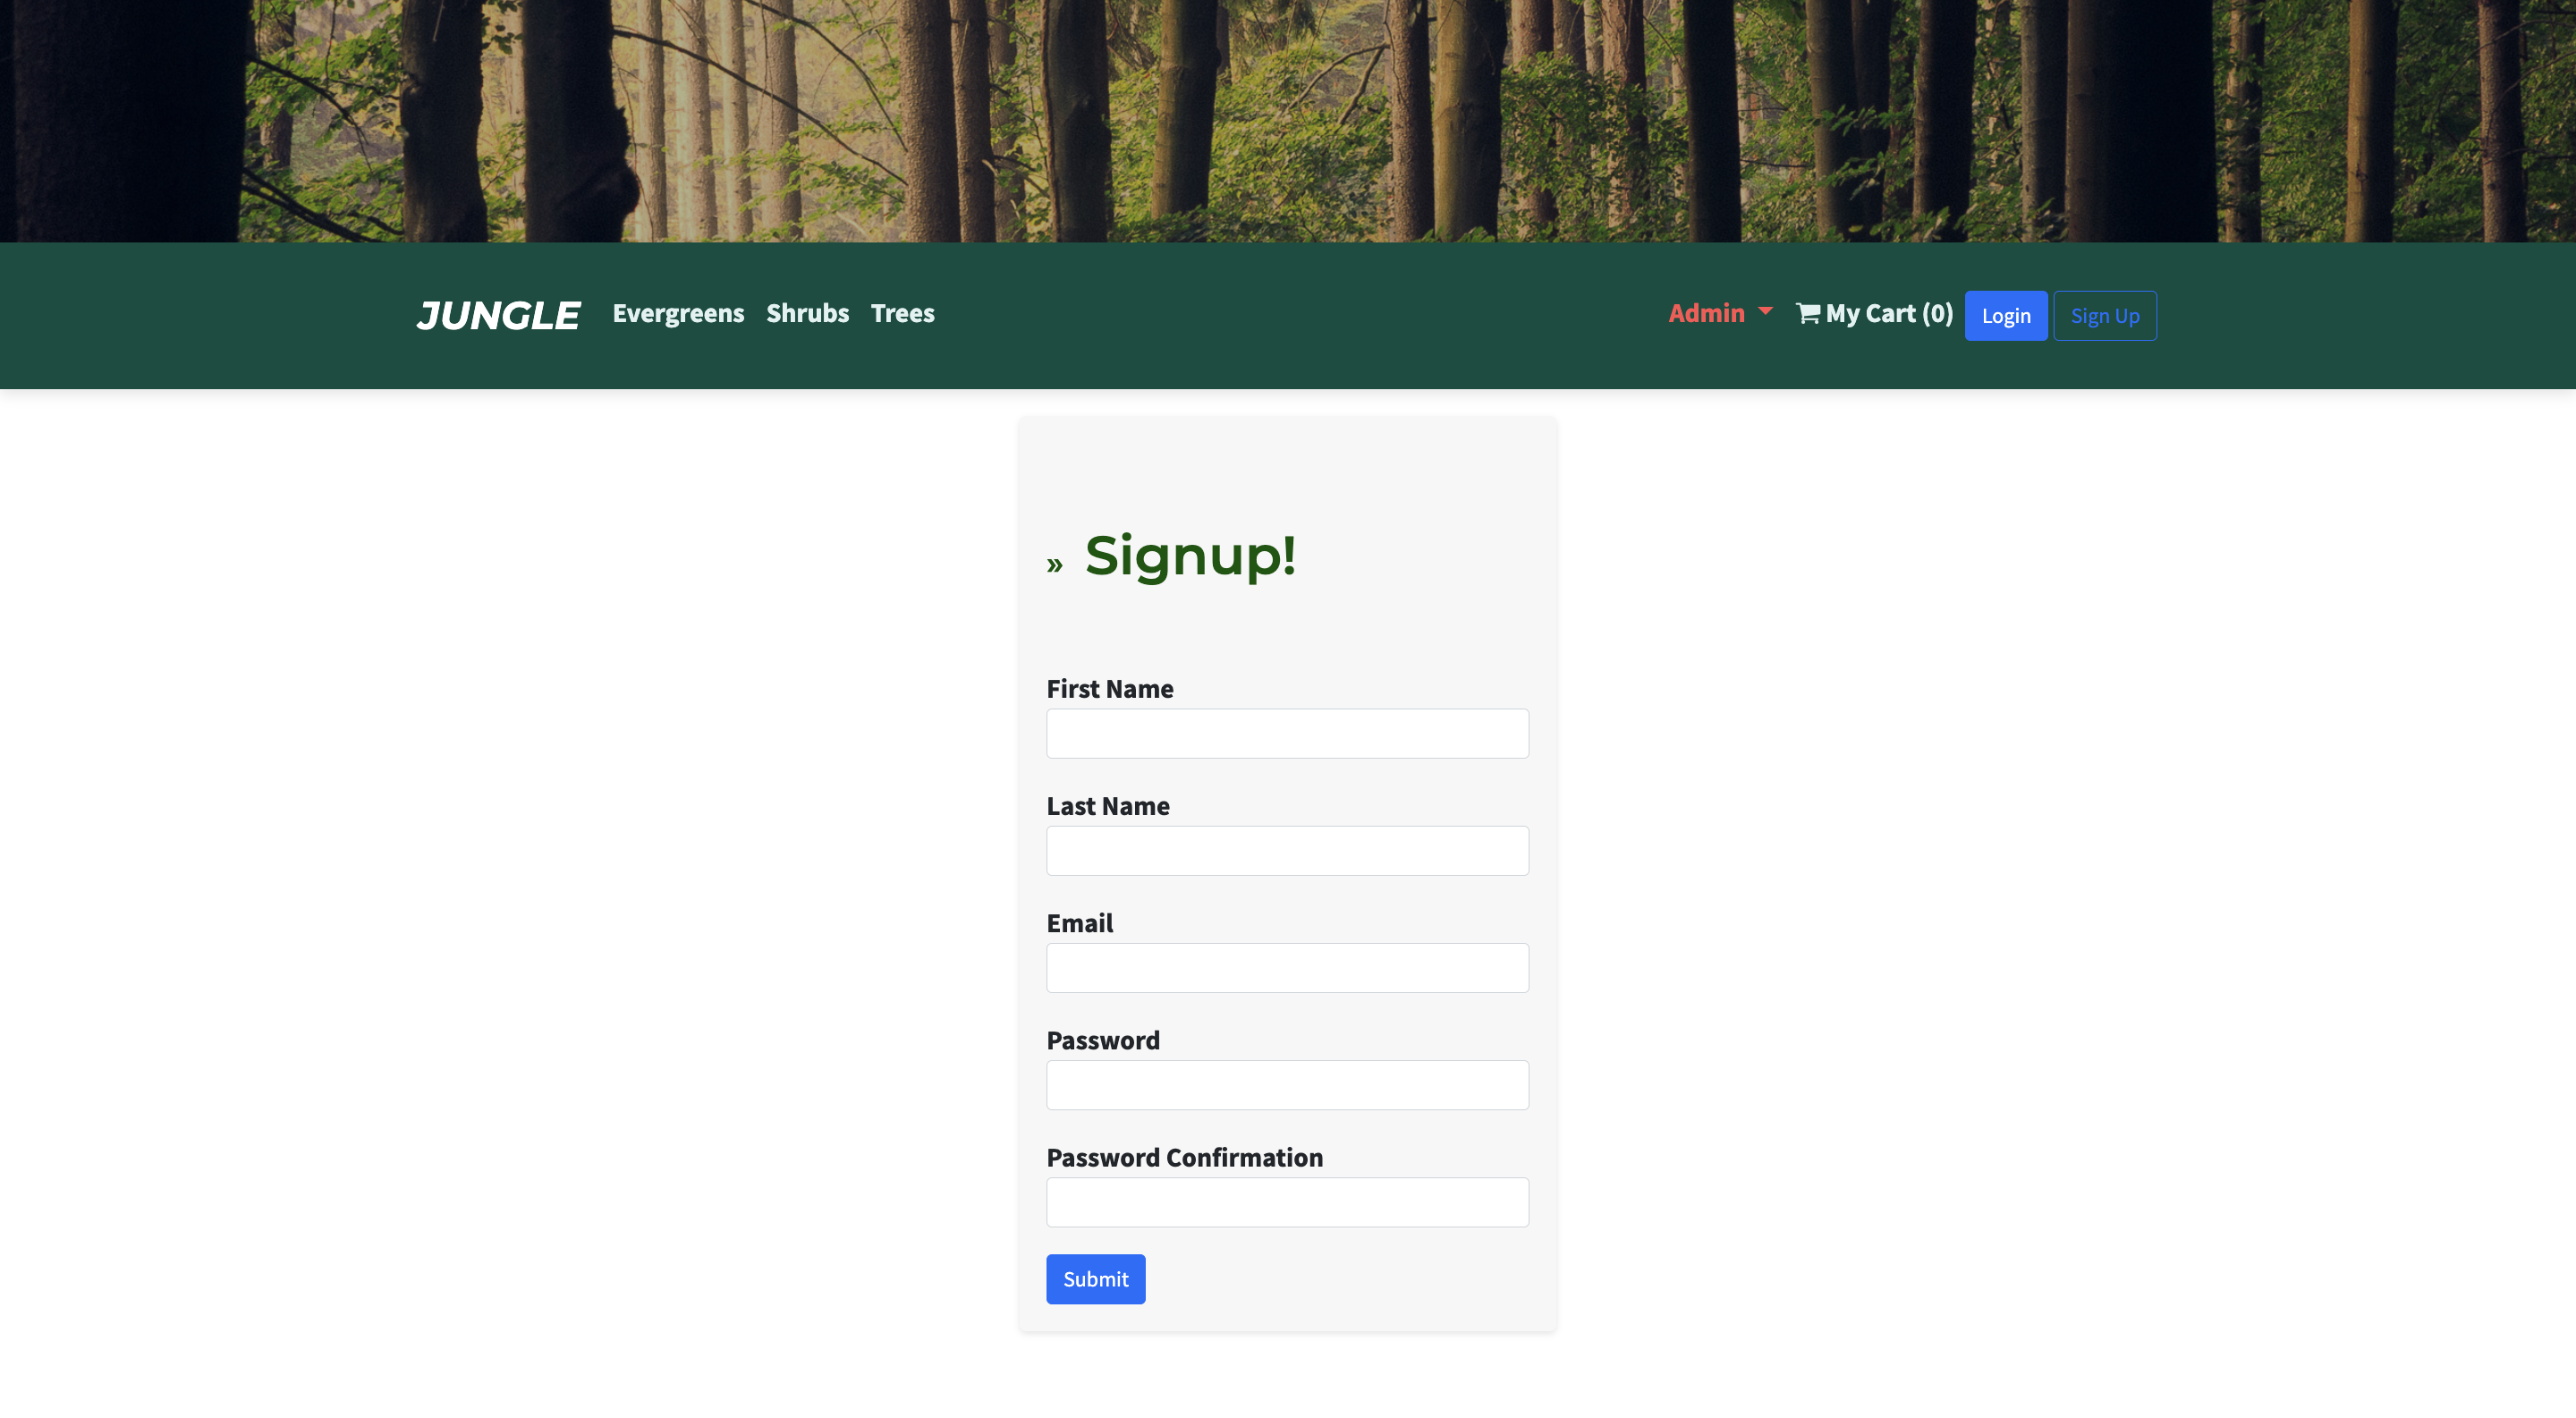 JUNGLE Evergreens Shrubs Trees Admin My Cart (0) Login Sign Up
» Signup!
First Name
Last Name
Email
Password
Password Confirmation
Submit